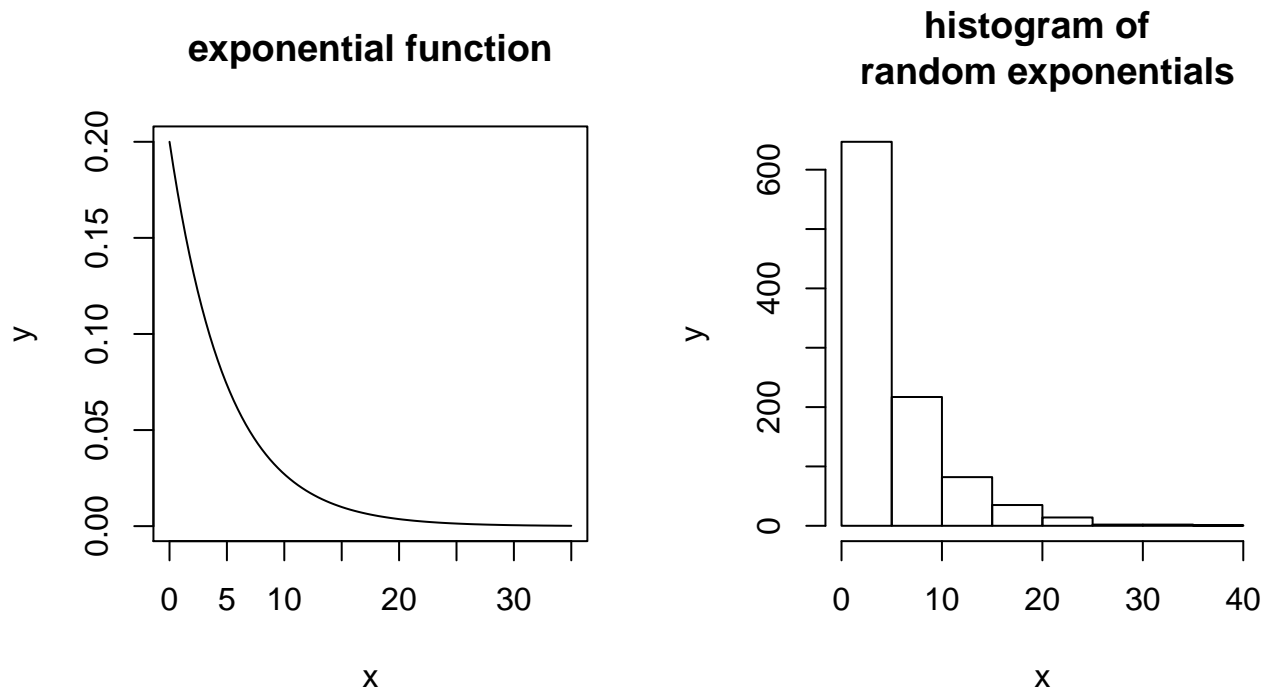 exponential function
0.20
0.15
0.10
0.05
0.00
y
0 5 10 20 30
x
histogram of
random exponentials
600
400
200
0
y
0 10 20 30 40
x